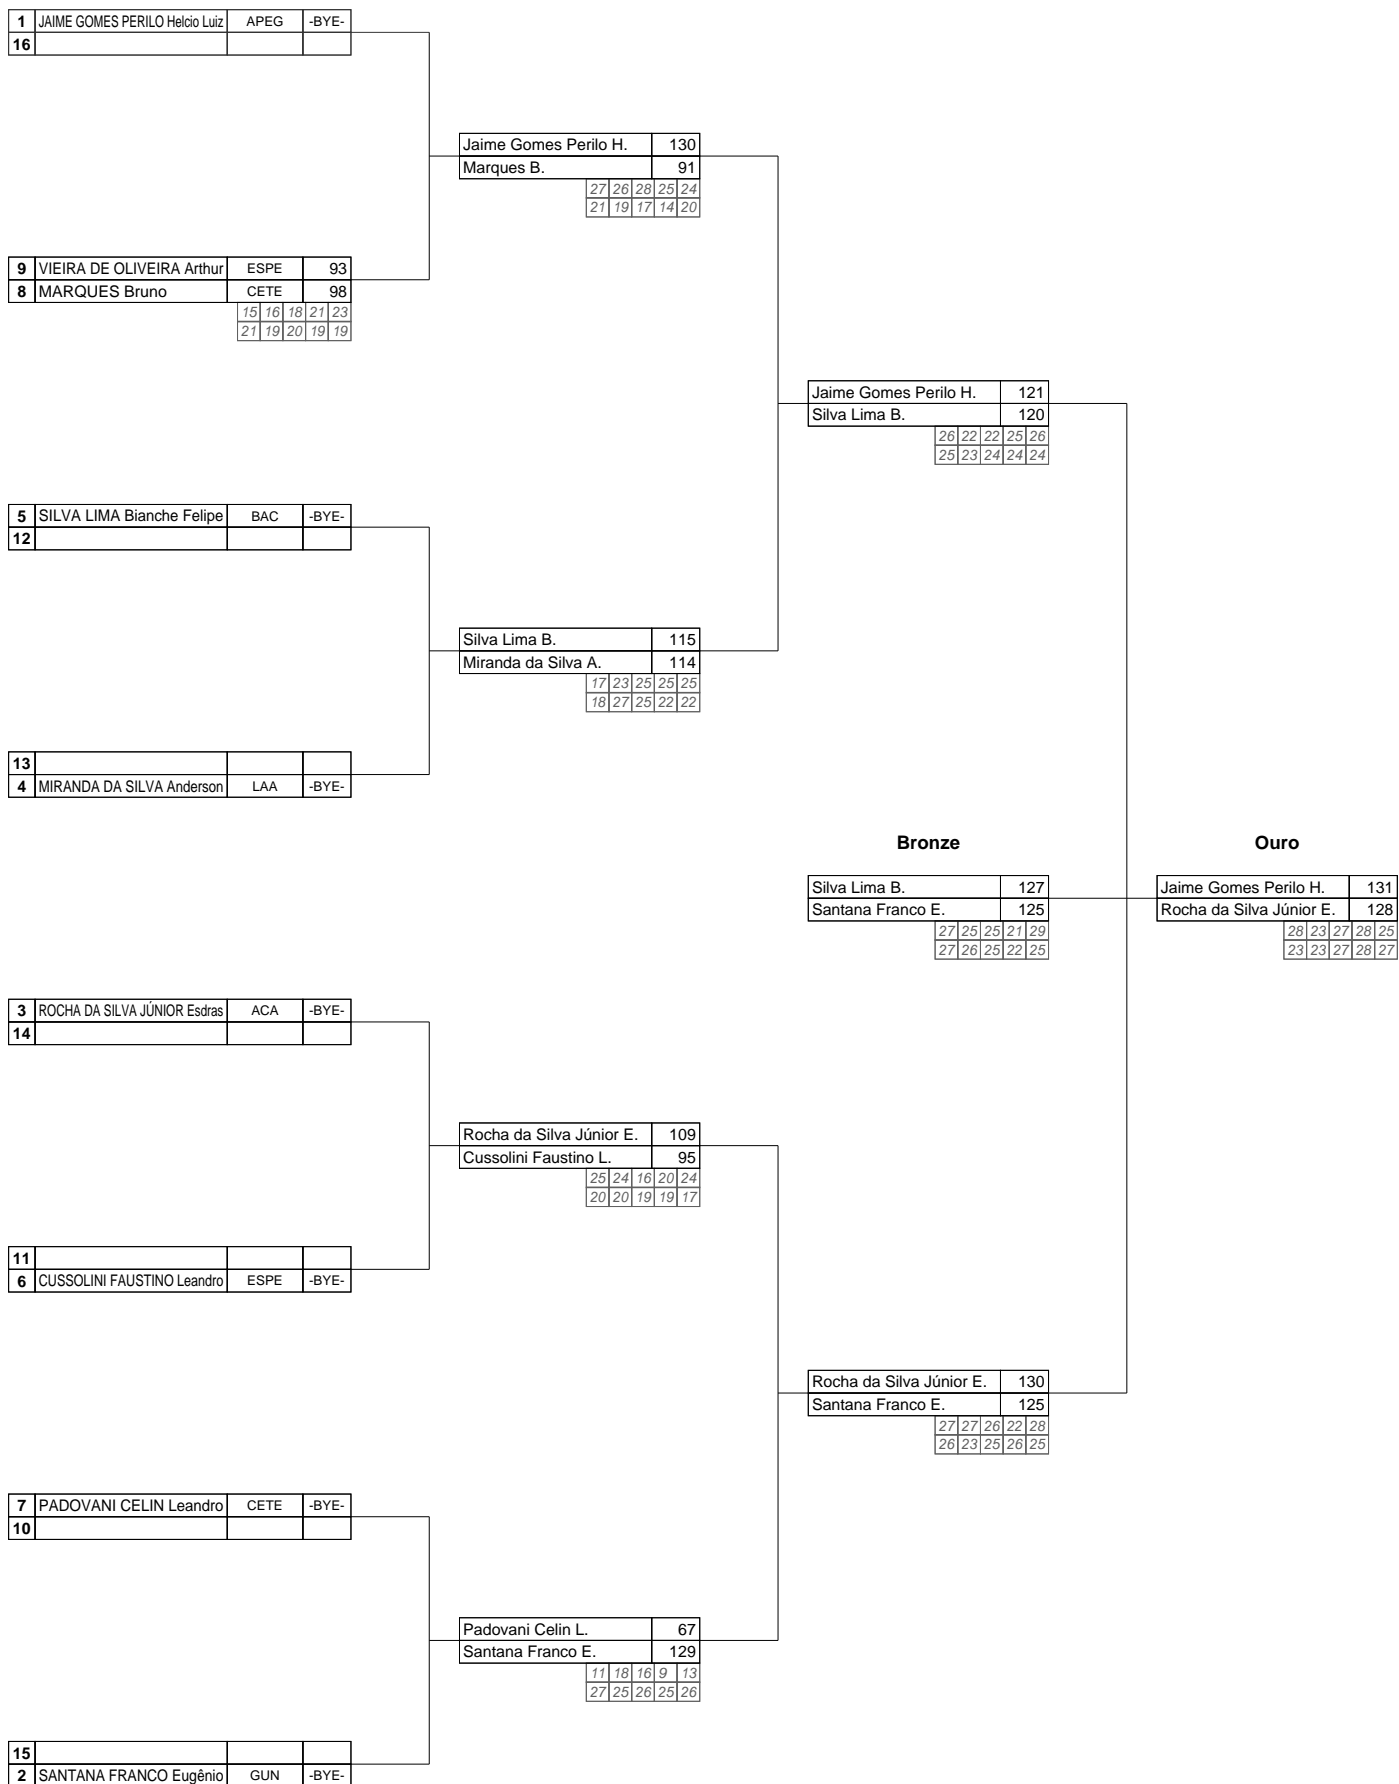 1 JAIME GOMES PERILO Helcio Luiz APEG -BYE-
16
Jaime Gomes Perilo H. 130
Marques B. 91
27 26 28 25 24
21 19 17 14 20
9 VIEIRA DE OLIVEIRA Arthur ESPE 93
8 MARQUES Bruno CETE 98
15 16 18 21 23
21 19 20 19 19
Jaime Gomes Perilo H. 121
Silva Lima B. 120
26 22 22 25 26
25 23 24 24 24
5 SILVA LIMA Bianche Felipe BAC -BYE-
12
Silva Lima B. 115
Miranda da Silva A. 114
17 23 25 25 25
18 27 25 22 22
13
4 MIRANDA DA SILVA Anderson LAA -BYE-
Bronze Ouro
Silva Lima B. 127 Jaime Gomes Perilo H. 131
Santana Franco E. 125 Rocha da Silva Júnior E. 128
27 25 25 21 29 28 23 27 28 25
27 26 25 22 25 23 23 27 28 27
3 ROCHA DA SILVA JÚNIOR Esdras ACA -BYE-
14
Rocha da Silva Júnior E. 109
Cussolini Faustino L. 95
25 24 16 20 24
20 20 19 19 17
11
6 CUSSOLINI FAUSTINO Leandro ESPE -BYE-
Rocha da Silva Júnior E. 130
Santana Franco E. 125
27 27 26 22 28
26 23 25 26 25
7 PADOVANI CELIN Leandro CETE -BYE-
10
Padovani Celin L. 67
Santana Franco E. 129
11 18 16 9 13
27 25 26 25 26
15
2 SANTANA FRANCO Eugênio GUN -BYE-